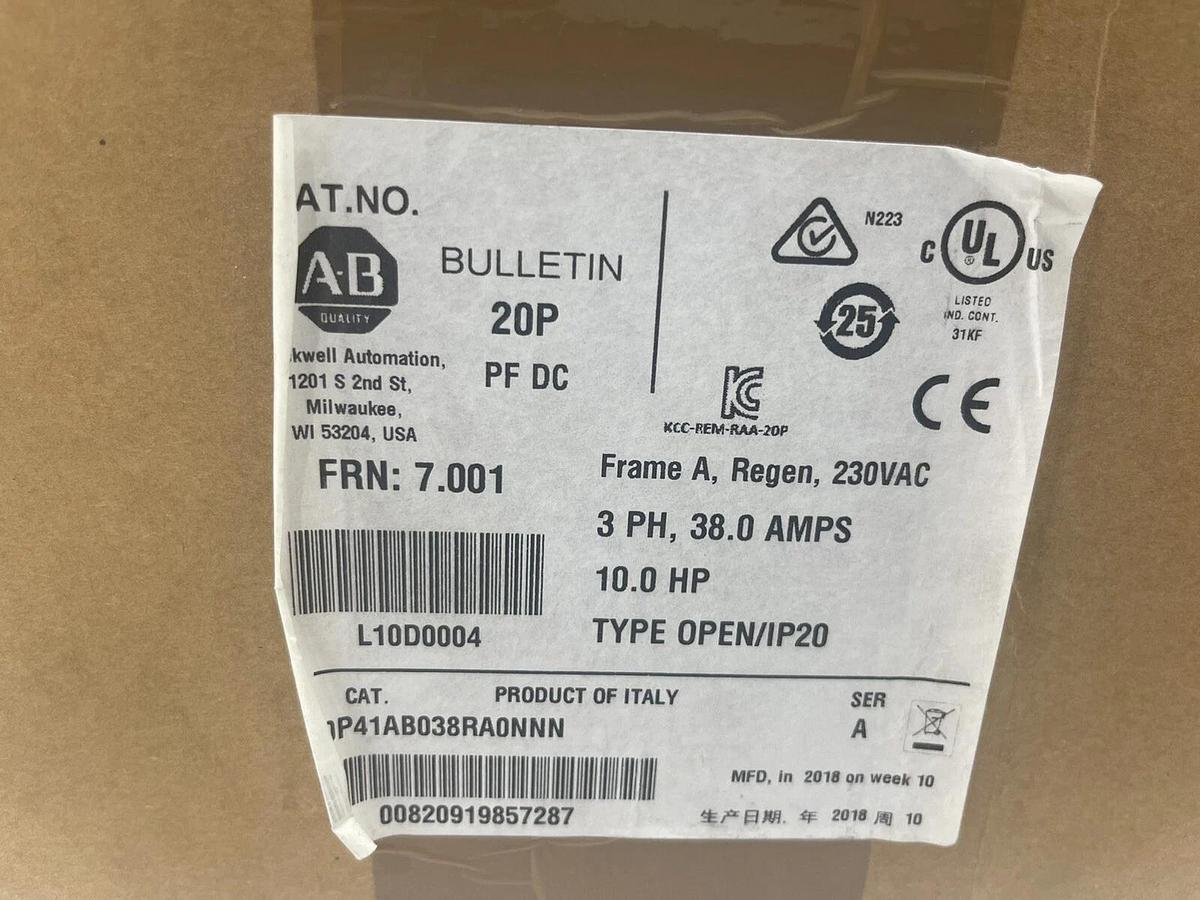 AT.NO.
A-B
QUALITY
BULLETIN
20P
PF DC
kwell Automation,
1201 S 2nd St,
Milwaukee,
WI 53204, USA
N223
C UL US
®
LISTED
IND. CONT.
31KF
25
KC
KCC-REM-RAA-20P
CE
FRN: 7.001
Frame A, Regen, 230VAC
3 PH, 38.0 AMPS
10.0 HP
TYPE OPEN/IP20
L10D0004
CAT.
PRODUCT OF ITALY
SER
P41AB038RA0NNN
A
MFD, in 2018 on week 10
00820919857287
生产日期. 年 2018 周 10